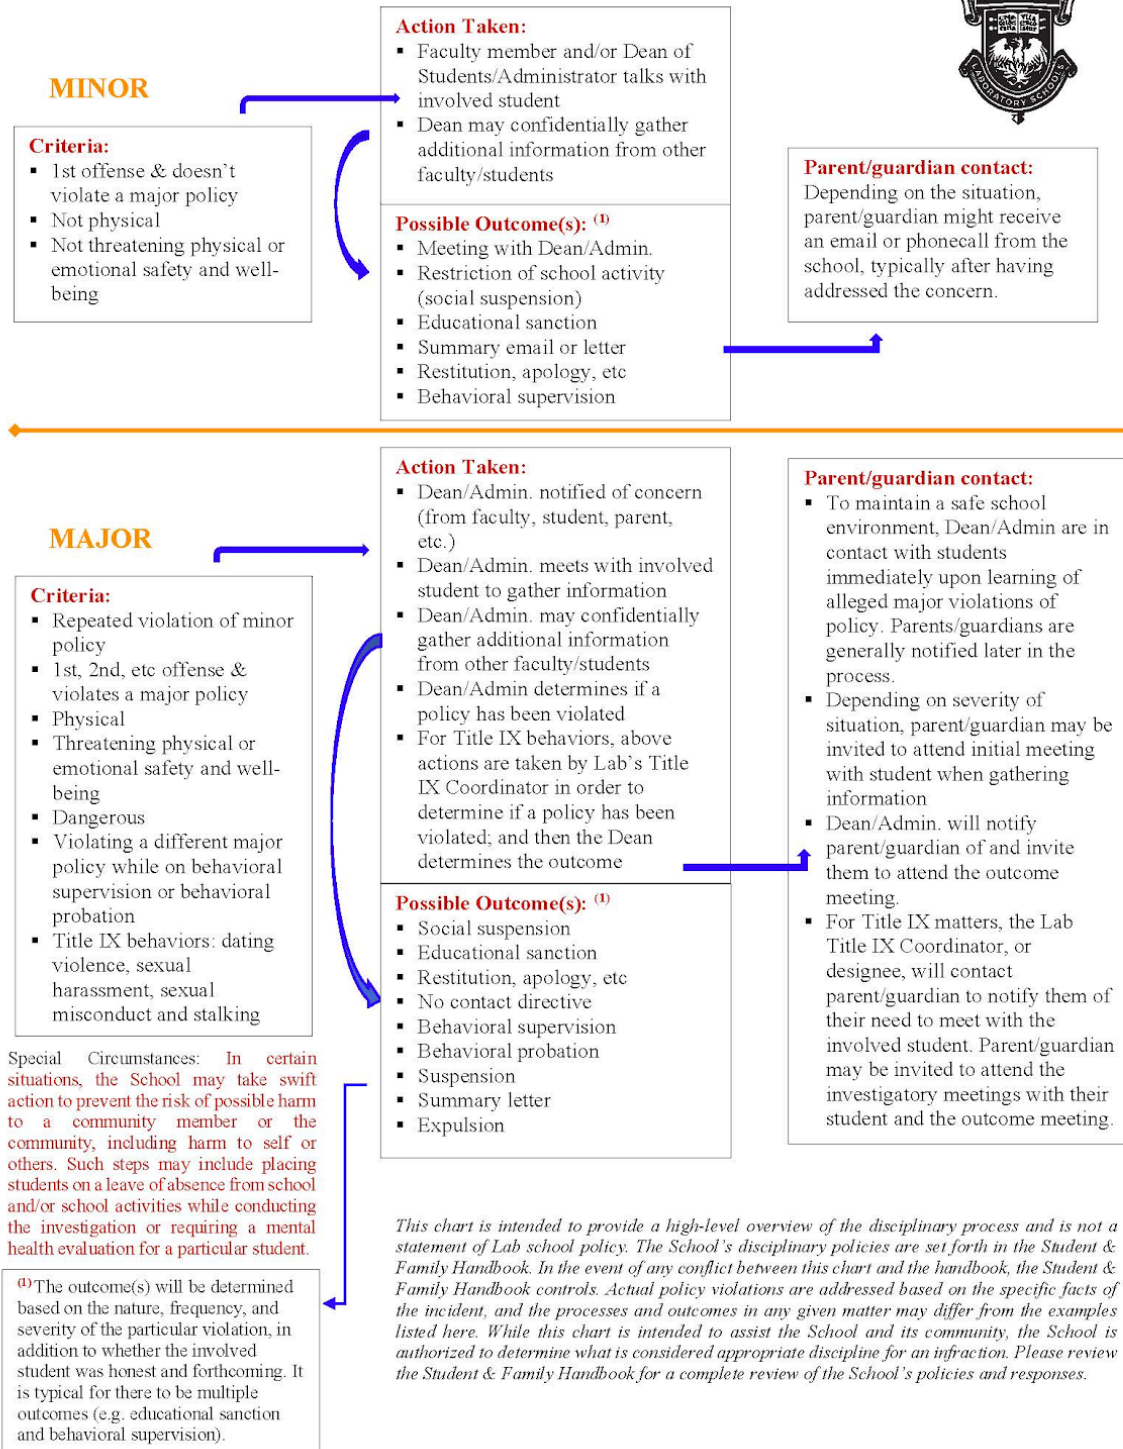 LABORATORY SCHOOLS
MINOR
Criteria:
▪ 1st offense & doesn't
violate a major policy
▪ Not physical
▪ Not threatening physical or
emotional safety and well-
being
Action Taken:
▪ Faculty member and/or Dean of
Students/Administrator talks with
involved student
▪ Dean may confidentially gather
additional information from other
faculty/students
Possible Outcome(s): (1)
▪ Meeting with Dean/Admin.
▪ Restriction of school activity
(social suspension)
▪ Educational sanction
▪ Summary email or letter
▪ Restitution, apology, etc
▪ Behavioral supervision
Parent/guardian contact:
Depending on the situation,
parent/guardian might receive
an email or phonecall from the
school, typically after having
addressed the concern.
MAJOR
Criteria:
▪ Repeated violation of minor
policy
▪ 1st, 2nd, etc offense &
violates a major policy
▪ Physical
▪ Threatening physical or
emotional safety and well-
being
▪ Dangerous
▪ Violating a different major
policy while on behavioral
supervision or behavioral
probation
▪ Title IX behaviors: dating
violence, sexual
harassment, sexual
misconduct and stalking
Action Taken:
▪ Dean/Admin. notified of concern
(from faculty, student, parent,
etc.)
▪ Dean/Admin. meets with involved
student to gather information
▪ Dean/Admin. may confidentially
gather additional information
from other faculty/students
▪ Dean/Admin determines if a
policy has been violated
▪ For Title IX behaviors, above
actions are taken by Lab's Title
IX Coordinator in order to
determine if a policy has been
violated; and then the Dean
determines the outcome
Possible Outcome(s): (1)
▪ Social suspension
▪ Educational sanction
▪ Restitution, apology, etc
▪ No contact directive
▪ Behavioral supervision
▪ Behavioral probation
▪ Suspension
▪ Summary letter
▪ Expulsion
Parent/guardian contact:
▪ To maintain a safe school
environment, Dean/Admin are in
contact with students
immediately upon learning of
alleged major violations of
policy. Parents/guardians are
generally notified later in the
process.
▪ Depending on severity of
situation, parent/guardian may be
invited to attend initial meeting
with student when gathering
information
▪ Dean/Admin. will notify
parent/guardian of and invite
them to attend the outcome
meeting.
▪ For Title IX matters, the Lab
Title IX Coordinator, or
designee, will contact
parent/guardian to notify them of
their need to meet with the
involved student. Parent/guardian
may be invited to attend the
investigatory meetings with their
student and the outcome meeting.
Special Circumstances: In certain
situations, the School may take swift
action to prevent the risk of possible harm
to a community member or the
community, including harm to self or
others. Such steps may include placing
students on a leave of absence from school
and/or school activities while conducting
the investigation or requiring a mental
health evaluation for a particular student.
(1) The outcome(s) will be determined
based on the nature, frequency, and
severity of the particular violation, in
addition to whether the involved
student was honest and forthcoming. It
is typical for there to be multiple
outcomes (e.g. educational sanction
and behavioral supervision).
This chart is intended to provide a high-level overview of the disciplinary process and is not a
statement of Lab school policy. The School's disciplinary policies are set forth in the Student &
Family Handbook. In the event of any conflict between this chart and the handbook, the Student &
Family Handbook controls. Actual policy violations are addressed based on the specific facts of
the incident, and the processes and outcomes in any given matter may differ from the examples
listed here. While this chart is intended to assist the School and its community, the School is
authorized to determine what is considered appropriate discipline for an infraction. Please review
the Student & Family Handbook for a complete review of the School's policies and responses.